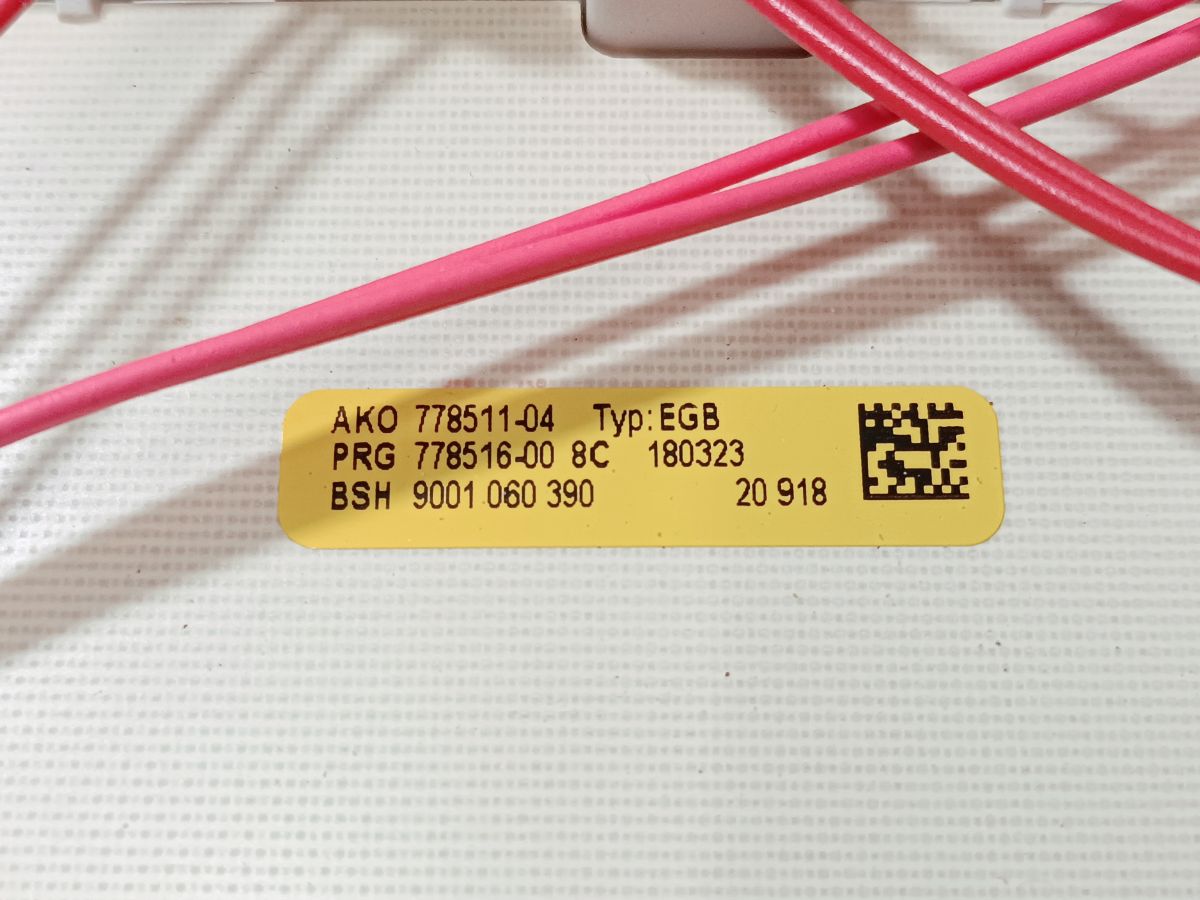 AKO 778511-04 Typ: EGB
PRG 778516-00 8C 180323
BSH 9001 060 390 20 918